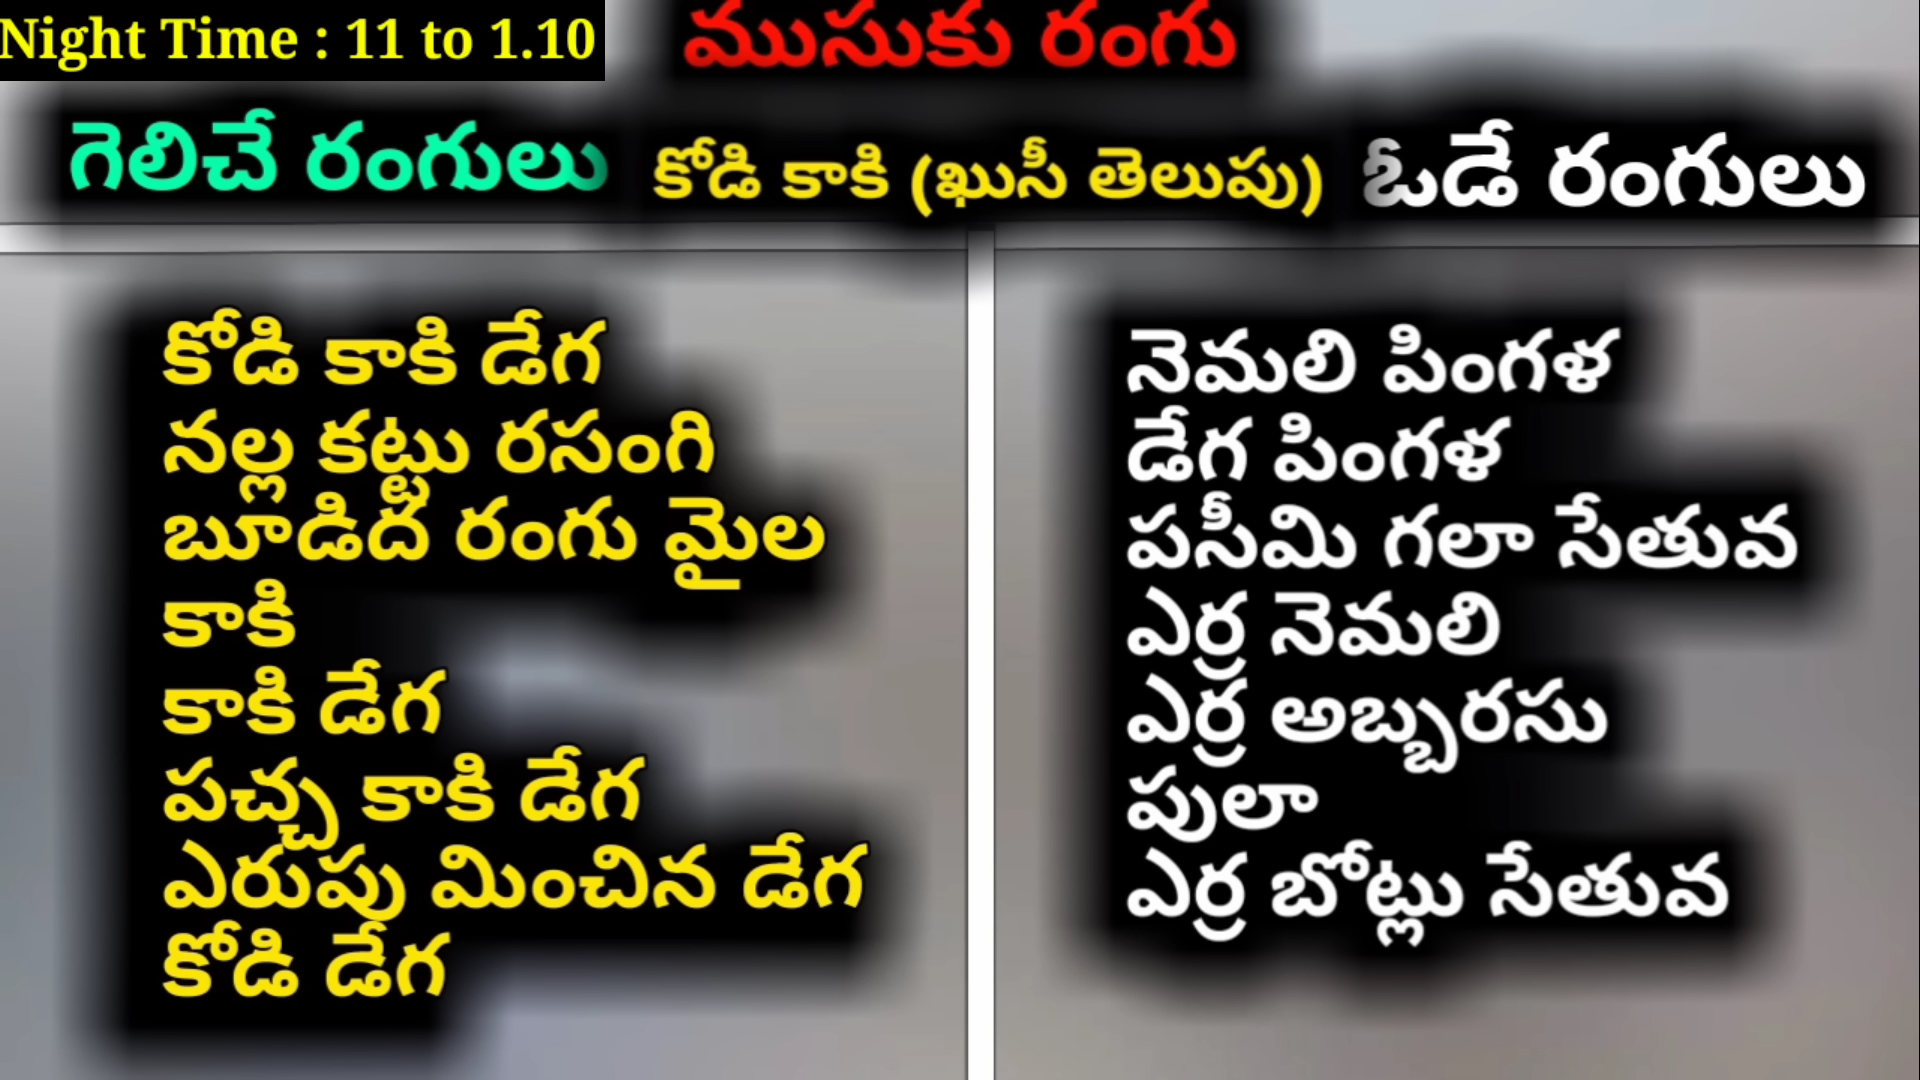 Night Time : 11 to 1.10
ముసుకు రంగు
గెలిచే రంగులు
కోడి కాకి (ఖుసీ తెలుపు)
ఓడే రంగులు
కోడి కాకి డేగ
నల్ల కట్టు రసంగి
బూడిద రంగు మైల
కాకి
కాకి డేగ
పచ్చ కాకి డేగ
ఎరుపు మించిన డేగ
కోడి డేగ
నెమలి పింగళ
డేగ పింగళ
పసీమి గలా సేతువ
ఎర్ర నెమలి
ఎర్ర అబ్బరసు
పులా
ఎర్ర బోట్లు సేతువ